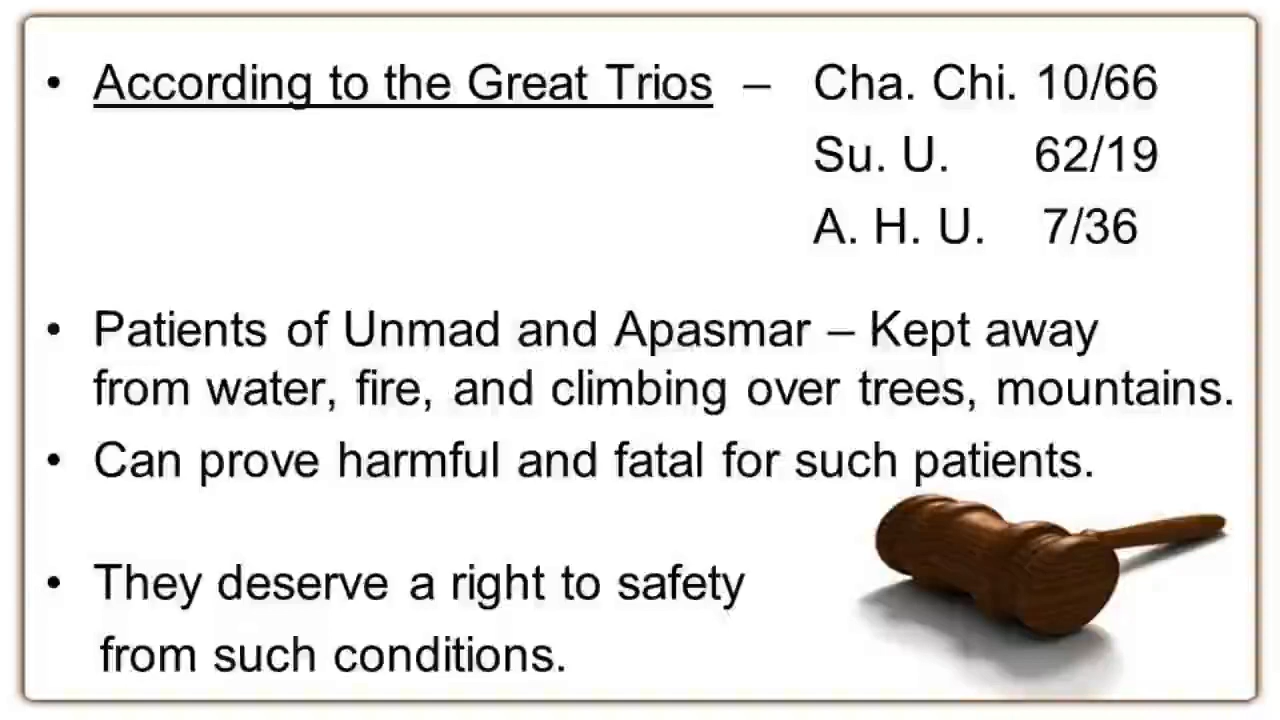 • According to the Great Trios – Cha. Chi. 10/66
Su. U. 62/19
A. H. U. 7/36
• Patients of Unmad and Apasmar – Kept away
from water, fire, and climbing over trees, mountains.
• Can prove harmful and fatal for such patients.
• They deserve a right to safety
from such conditions.